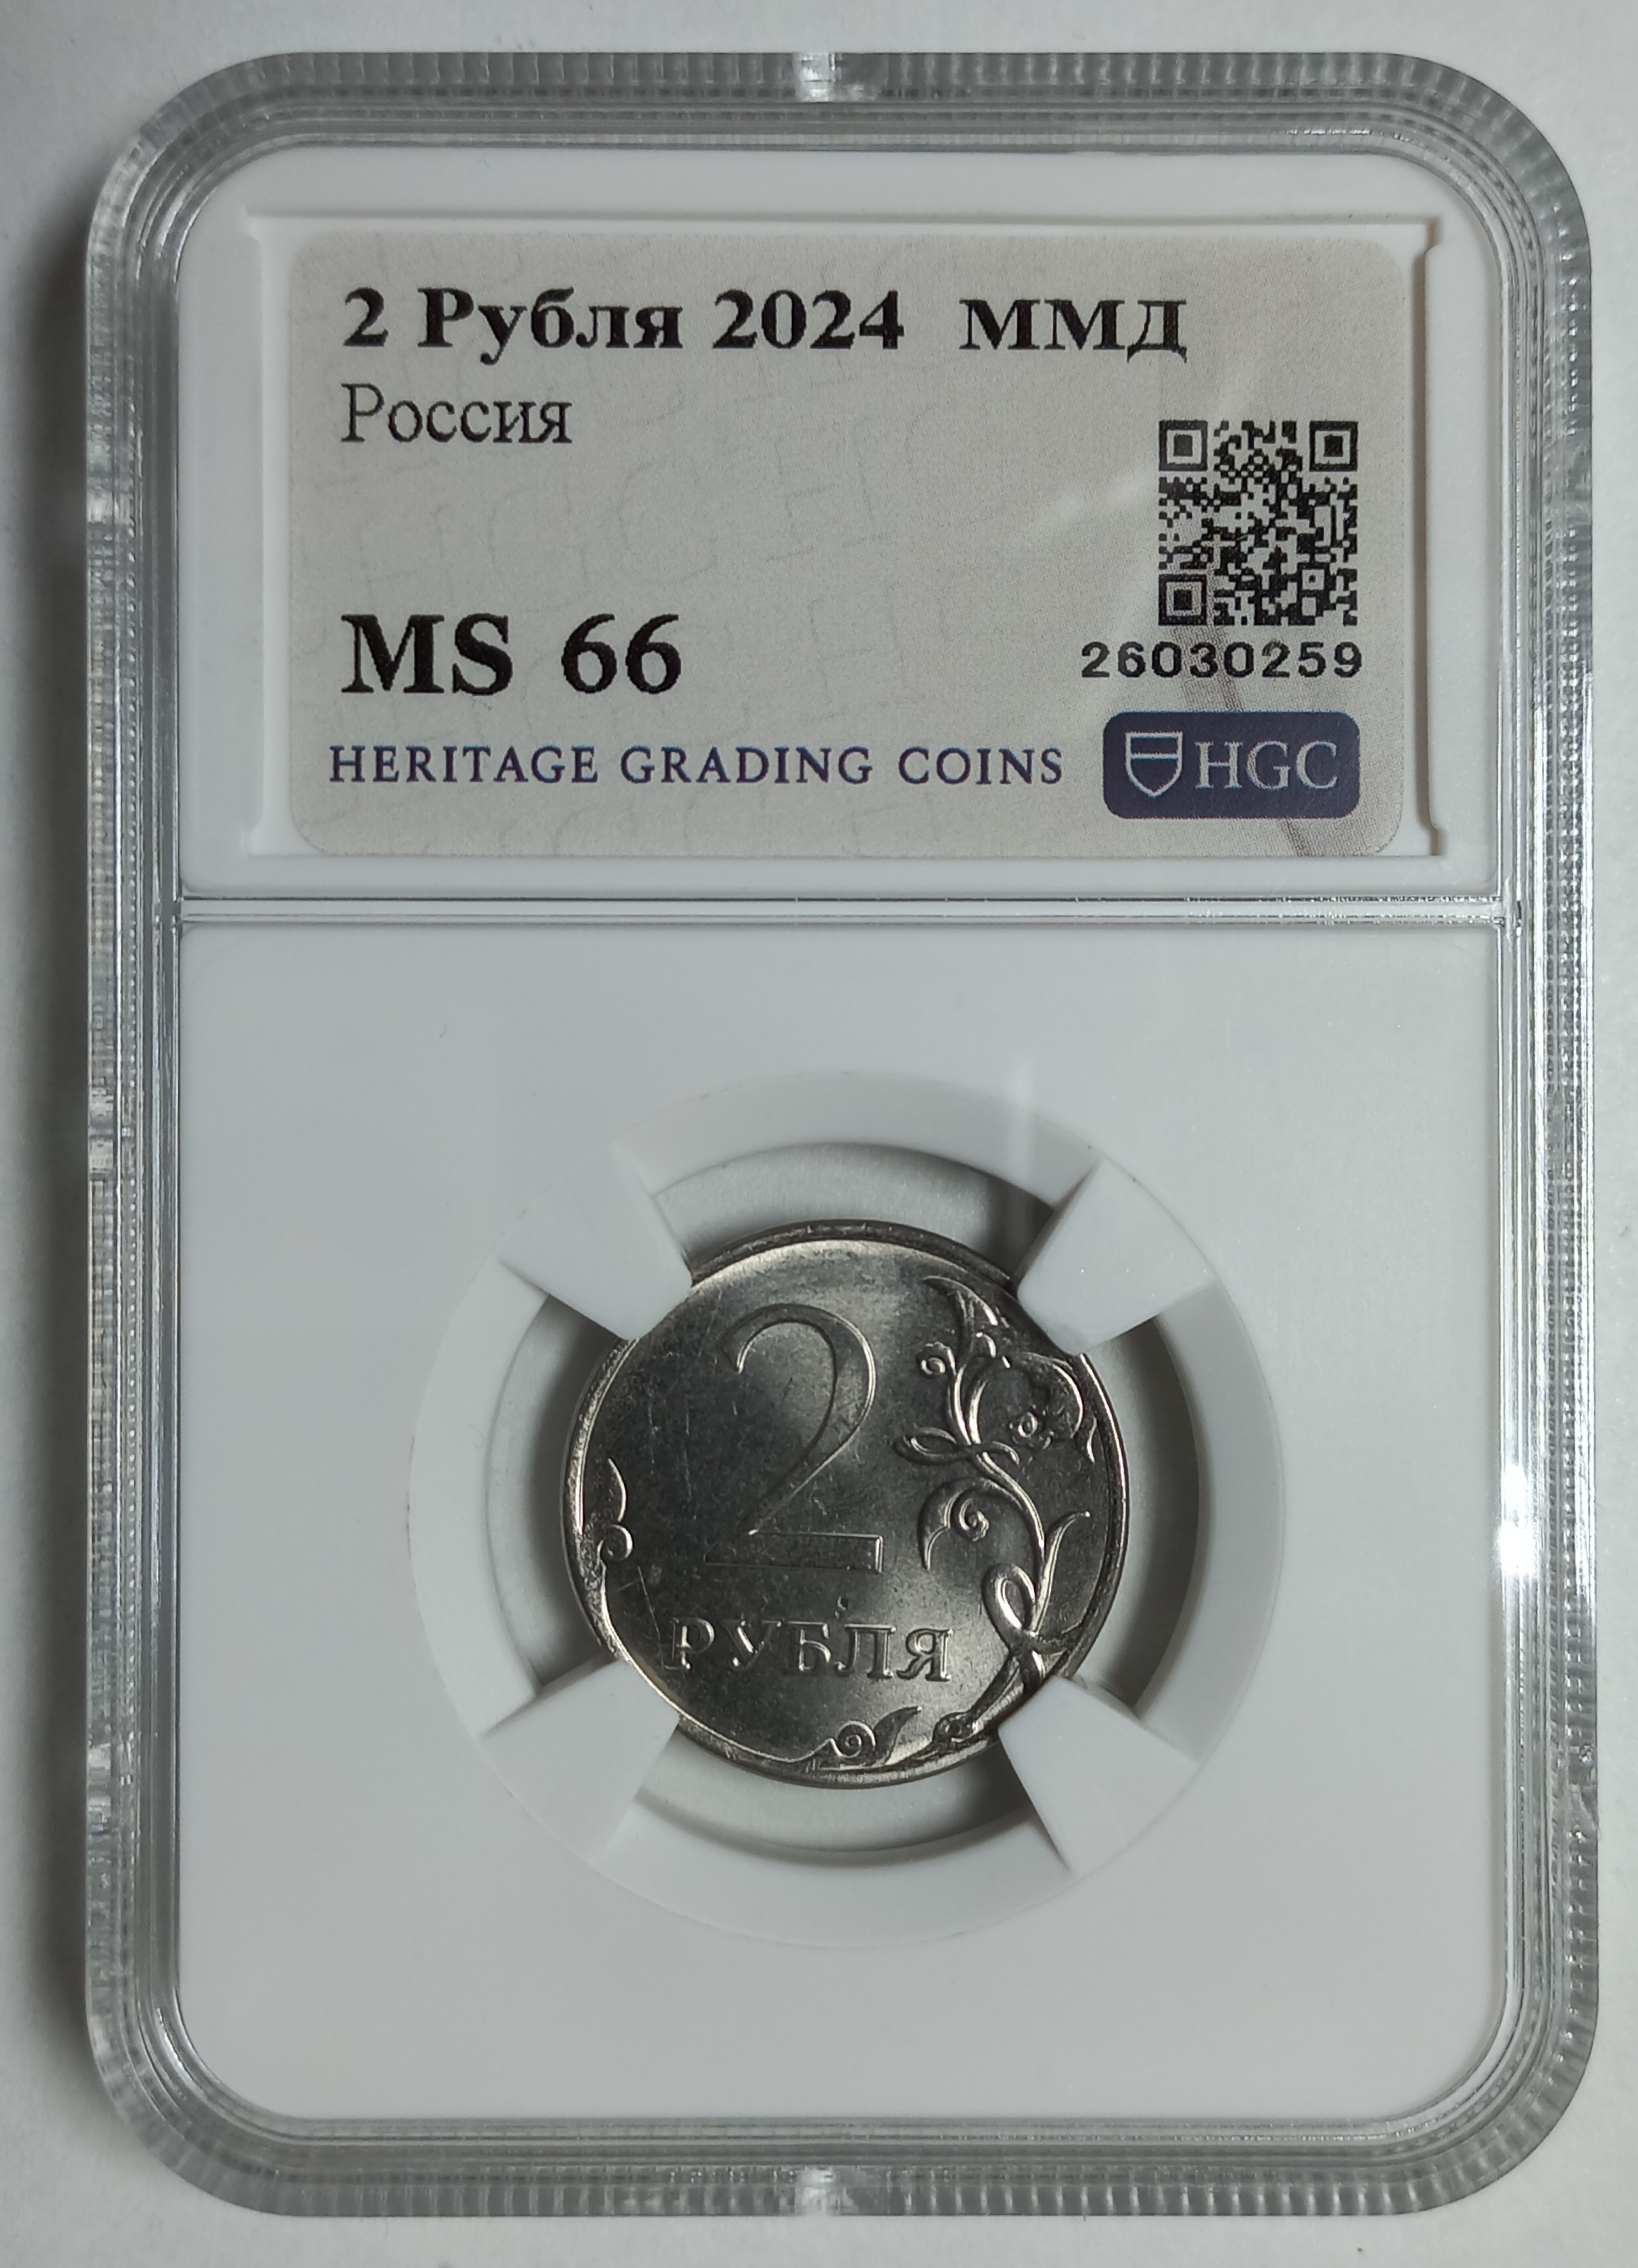 2 Рубля 2024 ММД
Россия
MS 66
26030259
HERITAGE GRADING COINS
HGC
2
РУБЛЯ